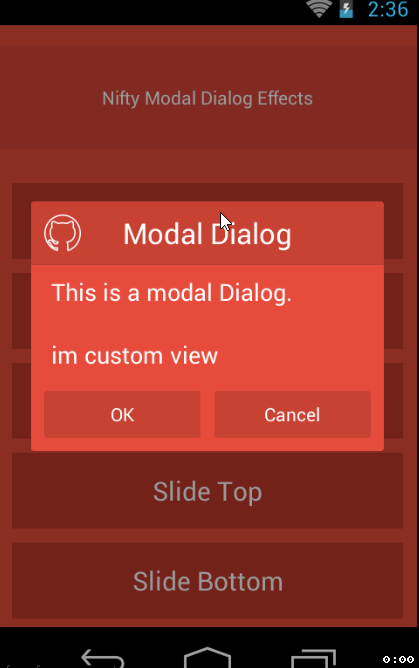 2:36
Nifty Modal Dialog Effects
Modal Dialog
This is a modal Dialog.
im custom view
OK
Cancel
Slide Top
Slide Bottom
0:00